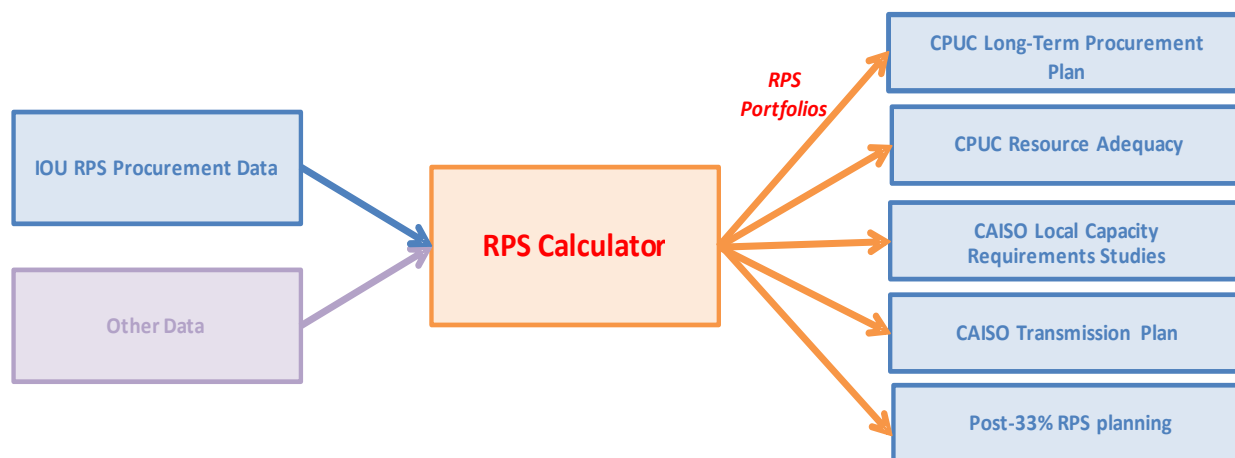 IOU RPS Procurement Data
Other Data
RPS Calculator
RPS
Portfolios
CPUC Long-Term Procurement
Plan
CPUC Resource Adequacy
CAISO Local Capacity
Requirements Studies
CAISO Transmission Plan
Post-33% RPS planning